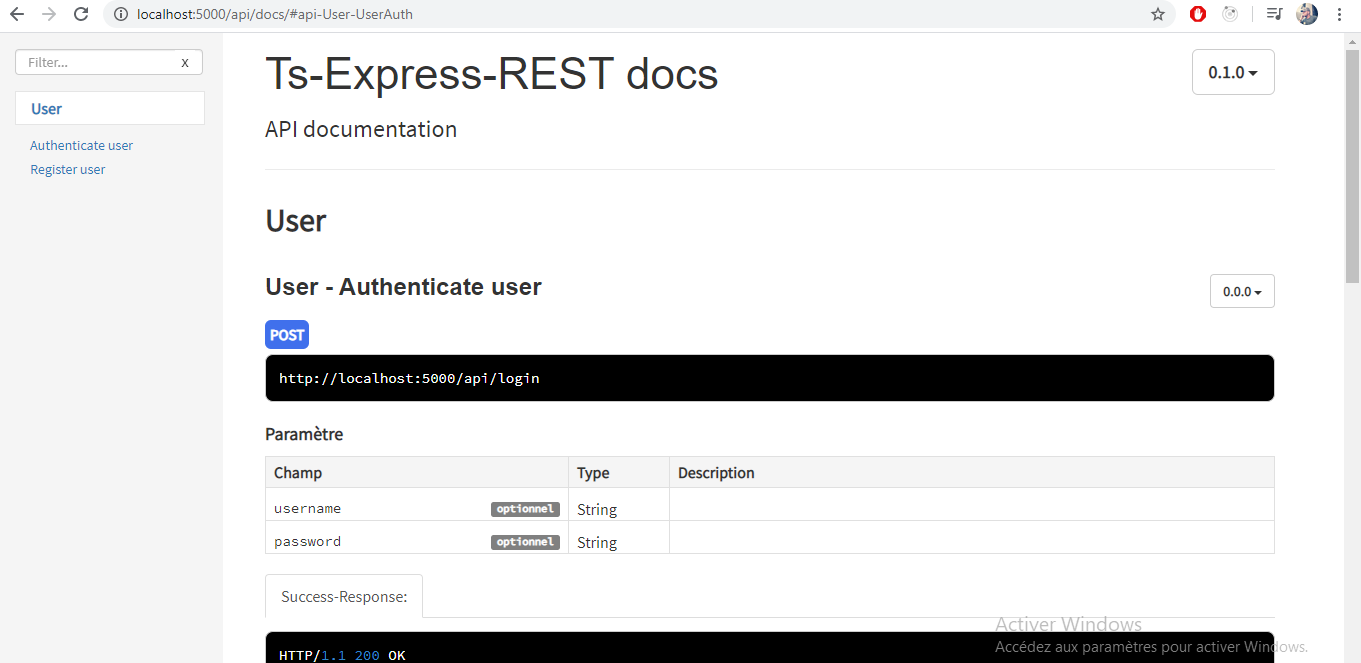 localhost:5000/api/docs/#api-User-UserAuth
Filter...
X
User
Authenticate user
Register user
Ts-Express-REST docs
0.1.0
API documentation
User
User - Authenticate user
0.0.0
POST
http://localhost:5000/api/login
Paramètre
Champ Type Description
username optionnel String
password optionnel String
Success-Response:
HTTP/1.1 200 OK
Activer Windows
Accédez aux paramètres pour activer Windows.